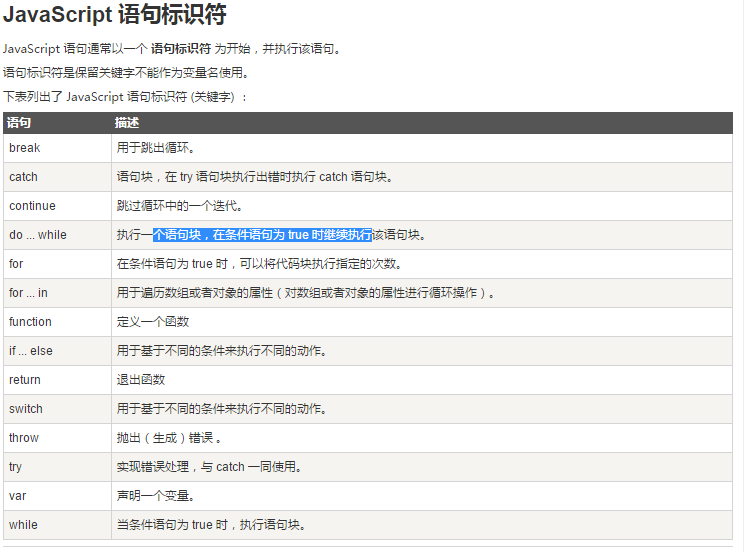 JavaScript 语句标识符
JavaScript 语句通常以一个 语句标识符 为开始，并执行该语句。
语句标识符是保留关键字不能作为变量名使用。
下表列出了 JavaScript 语句标识符 (关键字) ：
语句 描述
break 用于跳出循环。
catch 语句块，在 try 语句块执行出错时执行 catch 语句块。
continue 跳过循环中的一个迭代。
do ... while 执行一个语句块，在条件语句为 true 时继续执行该语句块。
for 在条件语句为 true 时，可以将代码块执行指定的次数。
for ... in 用于遍历数组或者对象的属性（对数组或者对象的属性进行循环操作）。
function 定义一个函数
if ... else 用于基于不同的条件来执行不同的动作。
return 退出函数
switch 用于基于不同的条件来执行不同的动作。
throw 抛出（生成）错误 。
try 实现错误处理，与 catch 一同使用。
var 声明一个变量。
while 当条件语句为 true 时，执行语句块。